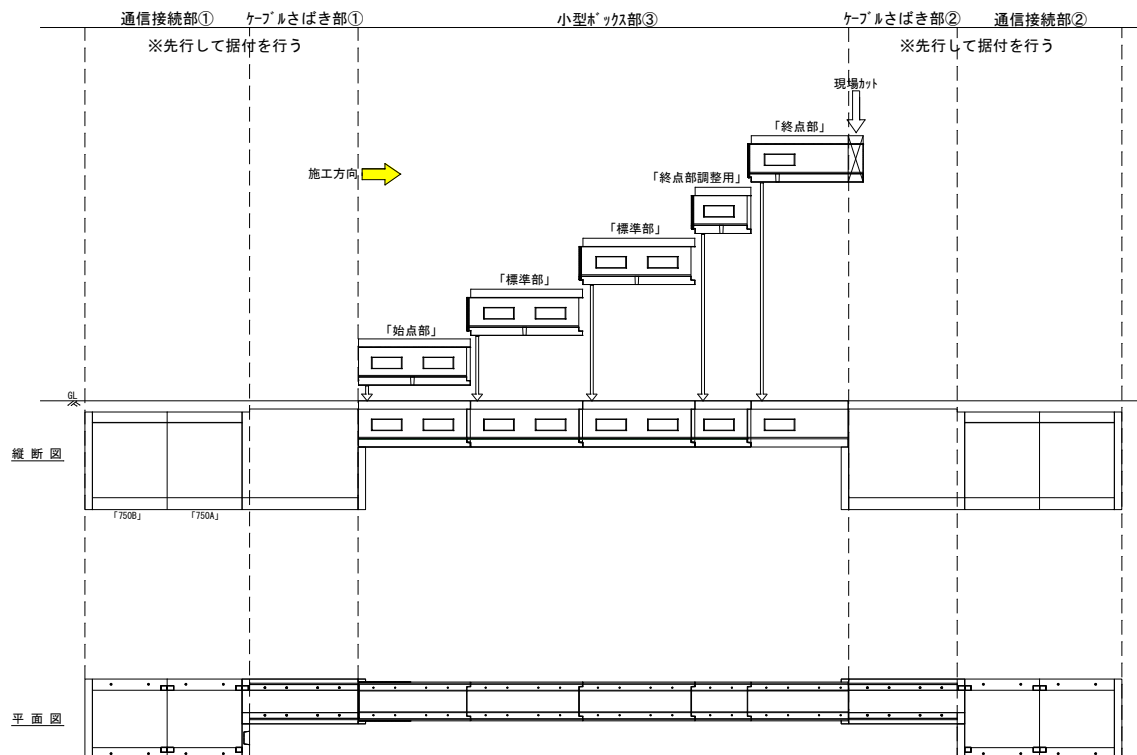 通信接続部①
ｹｰﾌﾞﾙさばき部①
小型ﾎﾞｯｸｽ部③
ｹｰﾌﾞﾙさばき部②
通信接続部②
※先行して据付を行う
※先行して据付を行う
現場ｶｯﾄ
「終点部」
施工方向
「終点部調整用」
「標準部」
「標準部」
「始点部」
GL
縦断図
「750B」
「750A」
平面図